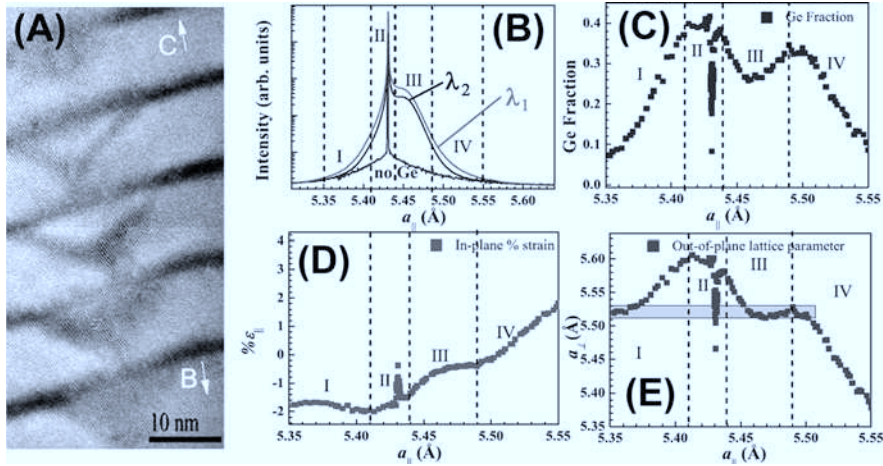 (A)
C
B
10 nm
(B)
Intensity (arb. units)
I
II
III
IV
λ2
λ1
no Ge
5.35 5.40 5.45 5.50 5.55 5.60
a|| (Å)
(C)
Ge Fraction
Ge Fraction
0.4
0.3
0.2
0.1
0.0
I
II
III
IV
5.35 5.40 5.45 5.50 5.55
a|| (Å)
(D)
In-plane % strain
%ε||
4
3
2
1
0
-1
-2
I
II
III
IV
5.35 5.40 5.45 5.50 5.55
a|| (Å)
(E)
Out-of-plane lattice parameter
a⊥ (Å)
5.60
5.55
5.50
5.45
5.40
I
II
III
IV
5.35 5.40 5.45 5.50 5.55
a|| (Å)